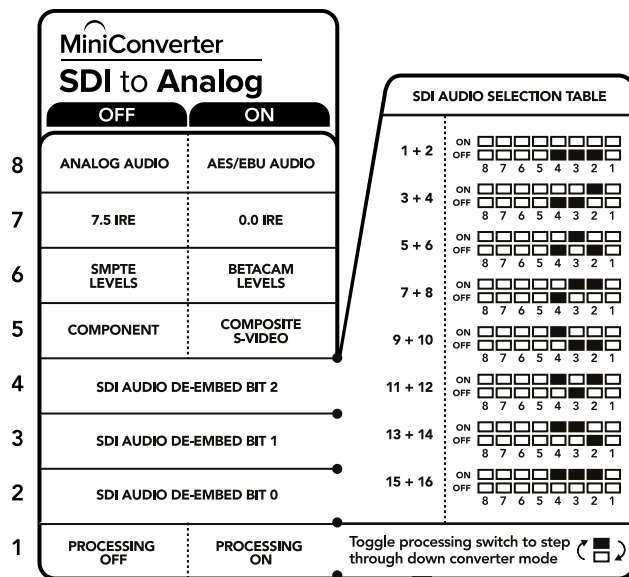 MiniConverter
SDI to Analog
OFF ON
8 ANALOG AUDIO AES/EBU AUDIO
7 7.5 IRE 0.0 IRE
6 SMPTE LEVELS BETACAM LEVELS
5 COMPONENT COMPOSITE S-VIDEO
4 SDI AUDIO DE-EMBED BIT 2
3 SDI AUDIO DE-EMBED BIT 1
2 SDI AUDIO DE-EMBED BIT 0
1 PROCESSING OFF PROCESSING ON
SDI AUDIO SELECTION TABLE
1 + 2
ON
OFF
8 7 6 5 4 3 2 1
3 + 4
ON
OFF
8 7 6 5 4 3 2 1
5 + 6
ON
OFF
8 7 6 5 4 3 2 1
7 + 8
ON
OFF
8 7 6 5 4 3 2 1
9 + 10
ON
OFF
8 7 6 5 4 3 2 1
11 + 12
ON
OFF
8 7 6 5 4 3 2 1
13 + 14
ON
OFF
8 7 6 5 4 3 2 1
15 + 16
ON
OFF
8 7 6 5 4 3 2 1
Toggle processing switch to step
through down converter mode